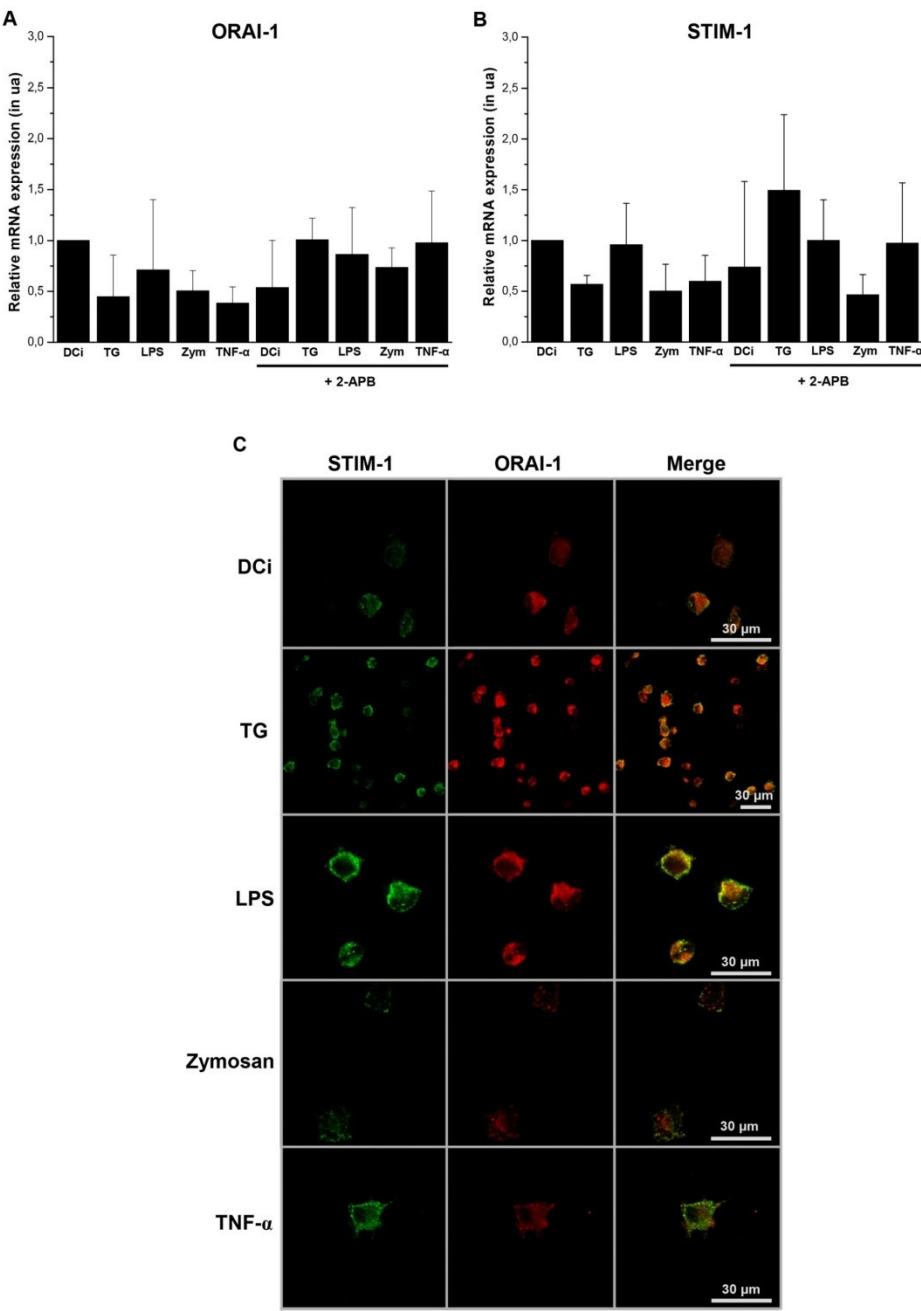 A
ORAI-1
Relative mRNA expression (in ua)
3,0
2,5
2,0
1,5
1,0
0,5
0,0
DCi TG LPS Zym TNF-α DCi TG LPS Zym TNF-α
+ 2-APB
B
STIM-1
Relative mRNA expression (in ua)
3,0
2,5
2,0
1,5
1,0
0,5
0,0
DCi TG LPS Zym TNF-α DCi TG LPS Zym TNF-α
+ 2-APB
C
STIM-1 ORAI-1 Merge
DCi
30 µm
TG
30 µm
LPS
30 µm
Zymosan
30 µm
TNF-α
30 µm